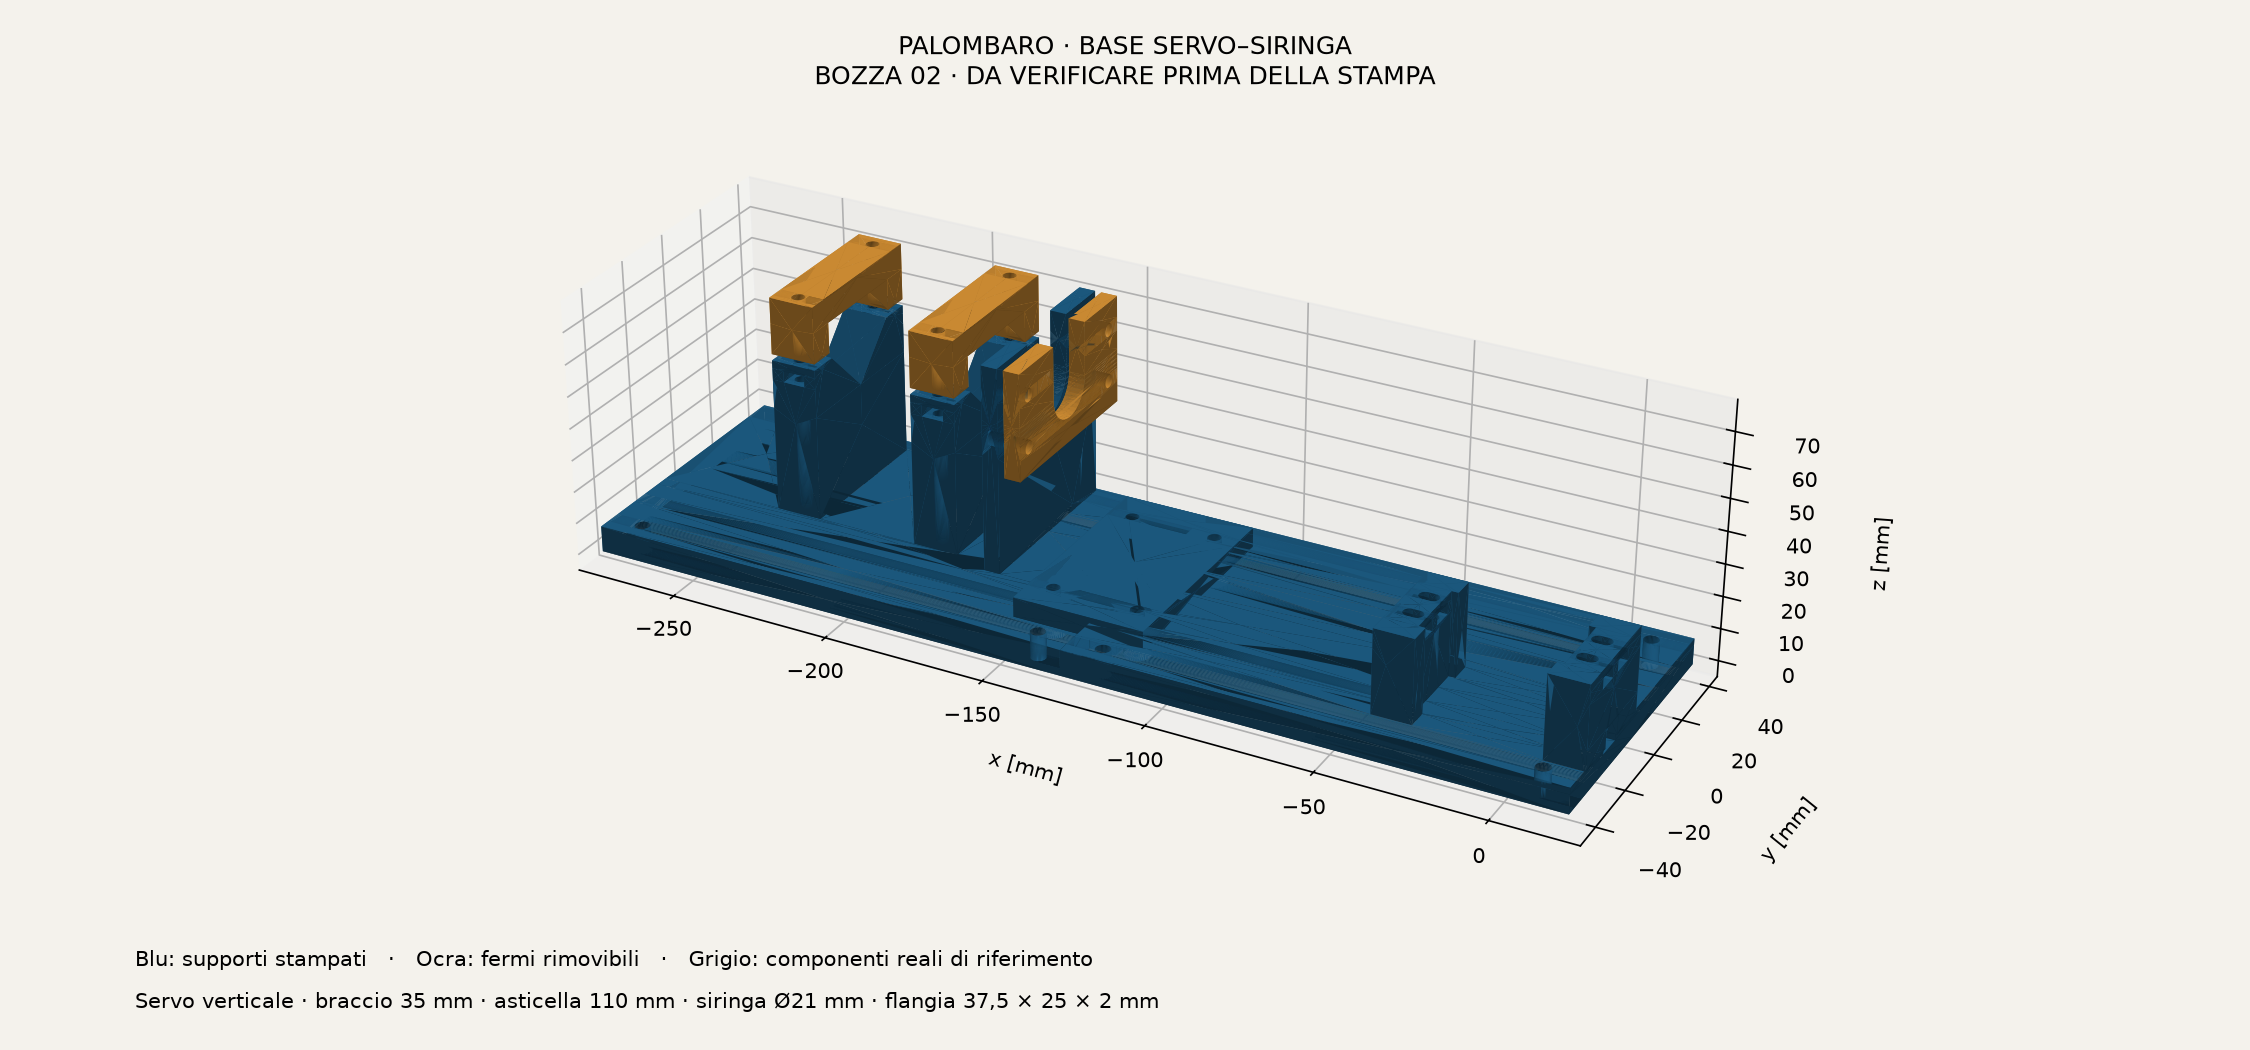 PALOMBARO · BASE SERVO–SIRINGA
BOZZA 02 · DA VERIFICARE PRIMA DELLA STAMPA
70
60
50
40
30
20
10
0
z [mm]
−250
−200
−150
−100
−50
0
x [mm]
40
20
0
−20
−40
y [mm]
Blu: supporti stampati · Ocra: fermi rimovibili · Grigio: componenti reali di riferimento
Servo verticale · braccio 35 mm · asticella 110 mm · siringa Ø21 mm · flangia 37,5 × 25 × 2 mm